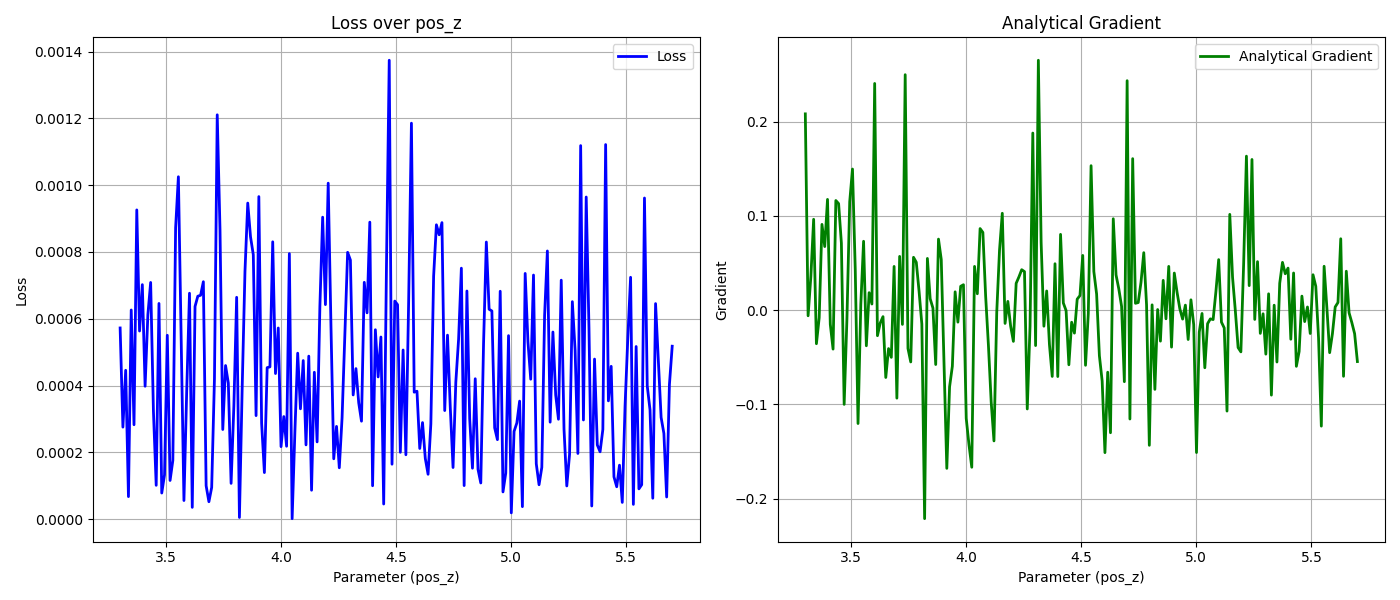 Loss over pos_z
Loss
0.0014
0.0012
0.0010
0.0008
0.0006
0.0004
0.0002
0.0000
Loss
3.5
4.0
4.5
5.0
5.5
Parameter (pos_z)
Analytical Gradient
Analytical Gradient
0.2
0.1
0.0
−0.1
−0.2
Gradient
3.5
4.0
4.5
5.0
5.5
Parameter (pos_z)